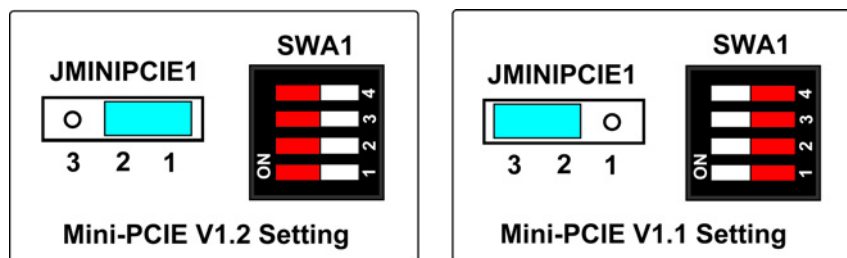 SWA1
JMINIPCIE1
4
3
2
1
ON
3 2 1
Mini-PCIE V1.2 Setting
SWA1
JMINIPCIE1
4
3
2
1
ON
3 2 1
Mini-PCIE V1.1 Setting